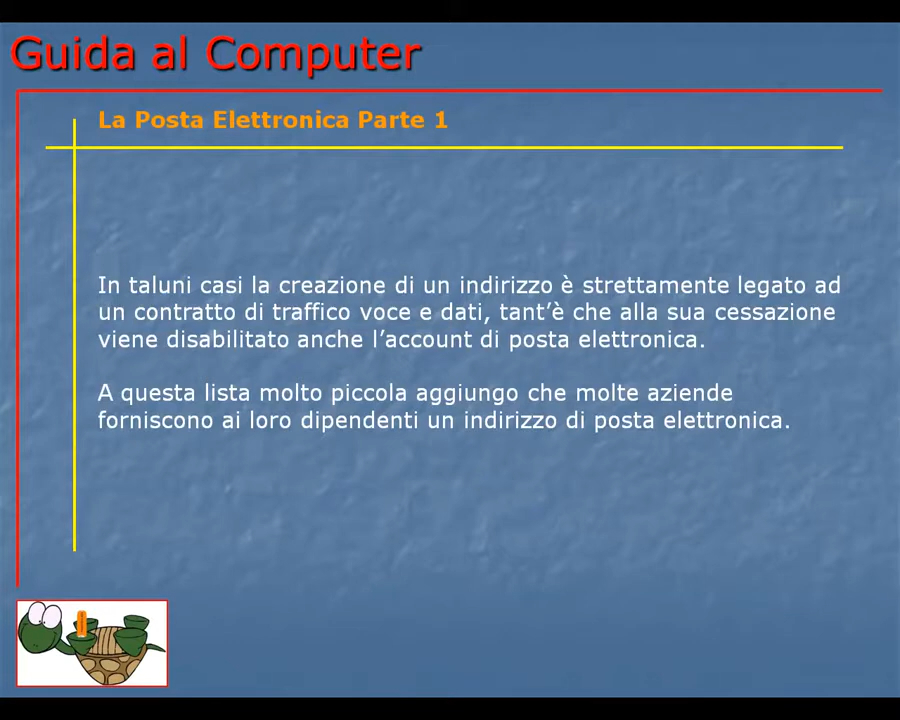 Guida al Computer
La Posta Elettronica Parte 1
In taluni casi la creazione di un indirizzo è strettamente legato ad
un contratto di traffico voce e dati, tant’è che alla sua cessazione
viene disabilitato anche l’account di posta elettronica.
A questa lista molto piccola aggiungo che molte aziende
forniscono ai loro dipendenti un indirizzo di posta elettronica.